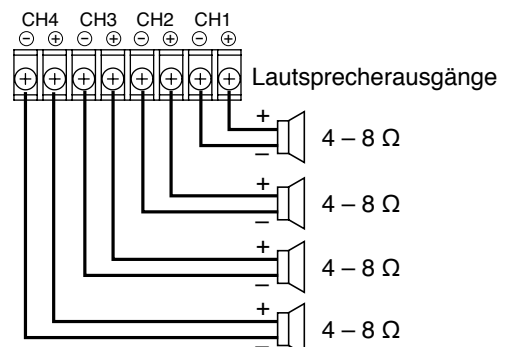 CH4 CH3 CH2 CH1
⊖ ⊕ ⊖ ⊕ ⊖ ⊕ ⊖ ⊕
Lautsprecherausgänge
+
4 – 8 Ω
–
+
4 – 8 Ω
–
+
4 – 8 Ω
–
+
4 – 8 Ω
–